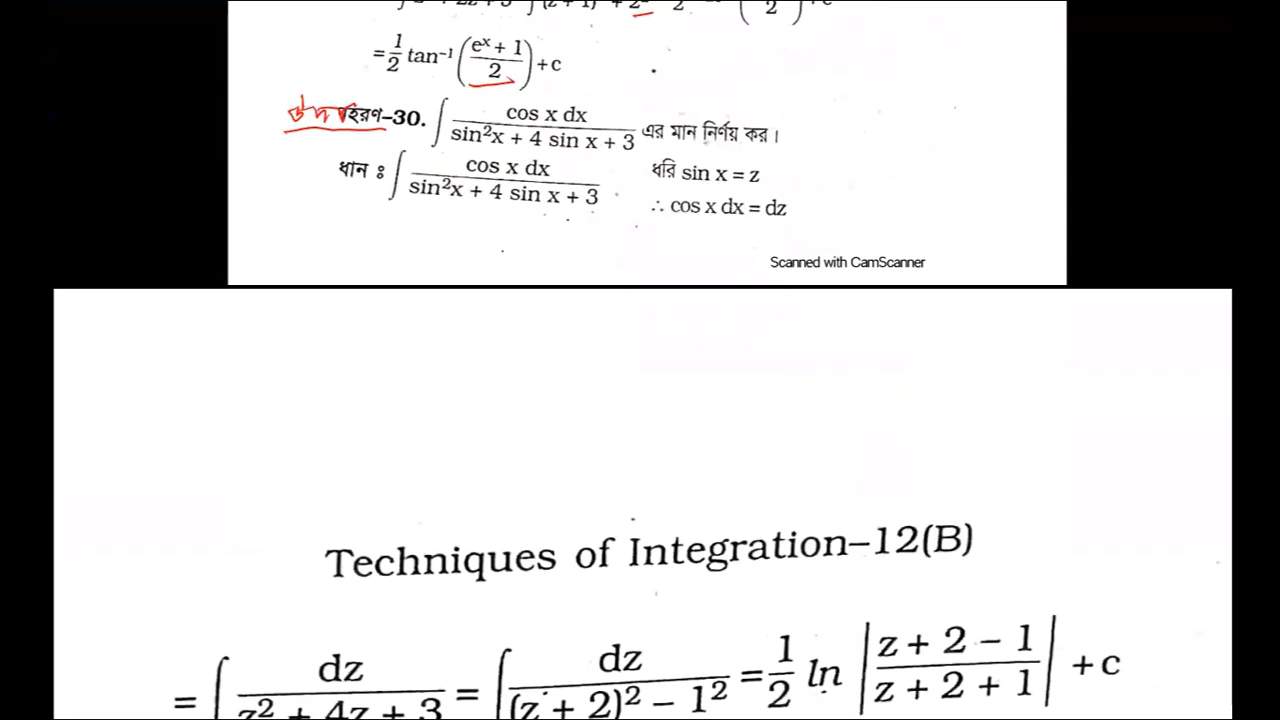 = 1/2 tan⁻¹ ((eˣ + 1)/2) + c
উদাহরণ–30. ∫ cos x dx / (sin²x + 4 sin x + 3) এর মান নির্ণয় কর।
ধান ঃ ∫ cos x dx / (sin²x + 4 sin x + 3) ধরি sin x = z
∴ cos x dx = dz
Scanned with CamScanner
Techniques of Integration–12(B)
= ∫ dz / (z² + 4z + 3) = ∫ dz / ((z + 2)² – 1²) = 1/2 ln |(z + 2 – 1)/(z + 2 + 1)| + c